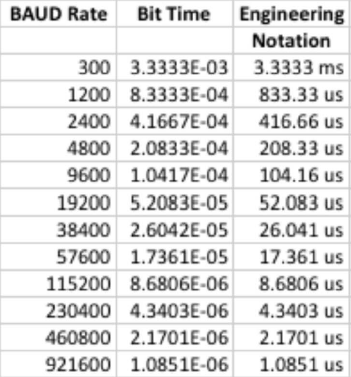 BAUD Rate Bit Time Engineering
Notation
300 3.3333E-03 3.3333 ms
1200 8.3333E-04 833.33 us
2400 4.1667E-04 416.66 us
4800 2.0833E-04 208.33 us
9600 1.0417E-04 104.16 us
19200 5.2083E-05 52.083 us
38400 2.6042E-05 26.041 us
57600 1.7361E-05 17.361 us
115200 8.6806E-06 8.6806 us
230400 4.3403E-06 4.3403 us
460800 2.1701E-06 2.1701 us
921600 1.0851E-06 1.0851 us